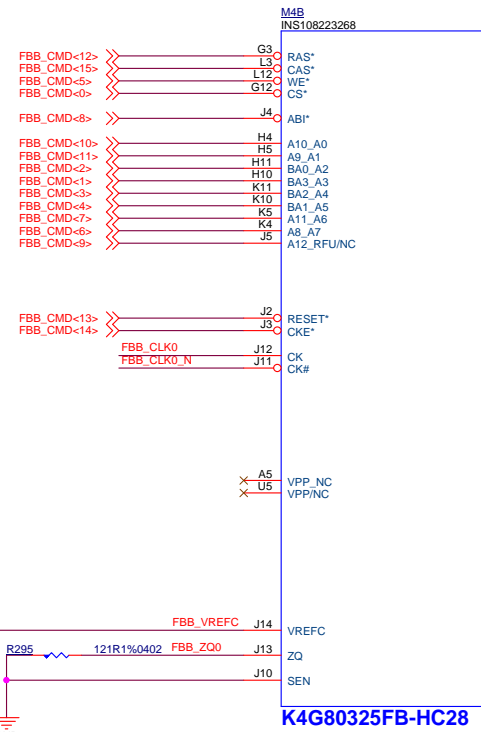 M4B
INS108223268
FBB_CMD<12> G3 RAS*
FBB_CMD<15> L3 CAS*
FBB_CMD<5> L12 WE*
FBB_CMD<0> G12 CS*
FBB_CMD<8> J4 ABI*
FBB_CMD<10> H4 A10_A0
FBB_CMD<11> H5 A9_A1
FBB_CMD<2> H11 BA0_A2
FBB_CMD<1> H10 BA3_A3
FBB_CMD<3> K11 BA2_A4
FBB_CMD<4> K10 BA1_A5
FBB_CMD<7> K5 A11_A6
FBB_CMD<6> K4 A8_A7
FBB_CMD<9> J5 A12_RFU/NC
FBB_CMD<13> J2 RESET*
FBB_CMD<14> J3 CKE*
FBB_CLK0 J12 CK
FBB_CLK0_N J11 CK#
A5 VPP_NC
U5 VPP/NC
FBB_VREFC J14 VREFC
R295 121R1%0402 FBB_ZQ0 J13 ZQ
J10 SEN
K4G80325FB-HC28